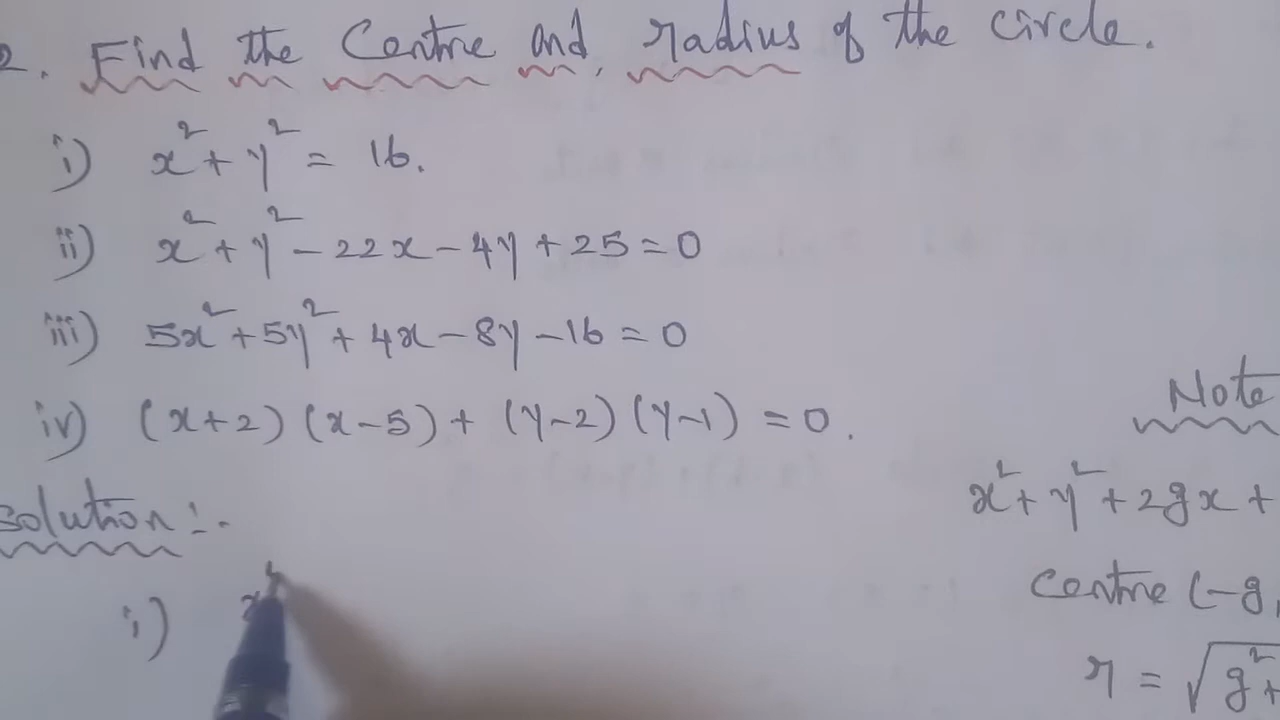 2. Find the Centre and, radius of the circle.
i) x² + y² = 16.
ii) x² + y² - 22x - 4y + 25 = 0
iii) 5x² + 5y² + 4x - 8y - 16 = 0
iv) (x+2)(x-5) + (y-2)(y-1) = 0.
Note
Solution :-
x² + y² + 2gx +
Centre (-g,
i) x
r = √g² +